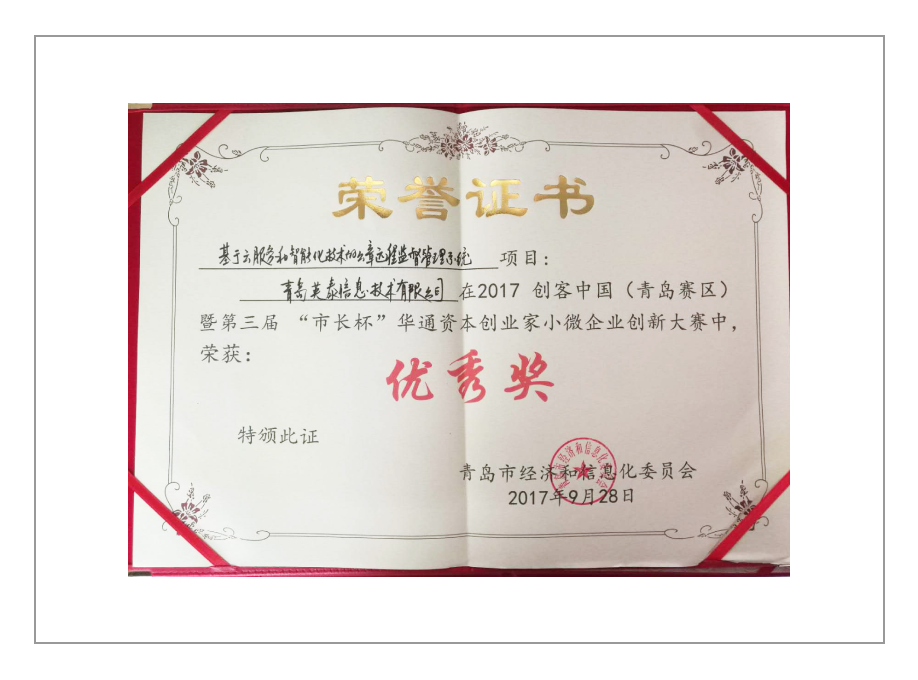 荣誉证书
基于云服务和智能化技术的公章远程监督管理系统 项目：
青岛英泰信息技术有限公司 在2017 创客中国（青岛赛区）
暨第三届 “市长杯”华通资本创业家小微企业创新大赛中，
荣获：
优秀奖
特颁此证
青岛市经济和信息化委员会
2017年9月28日